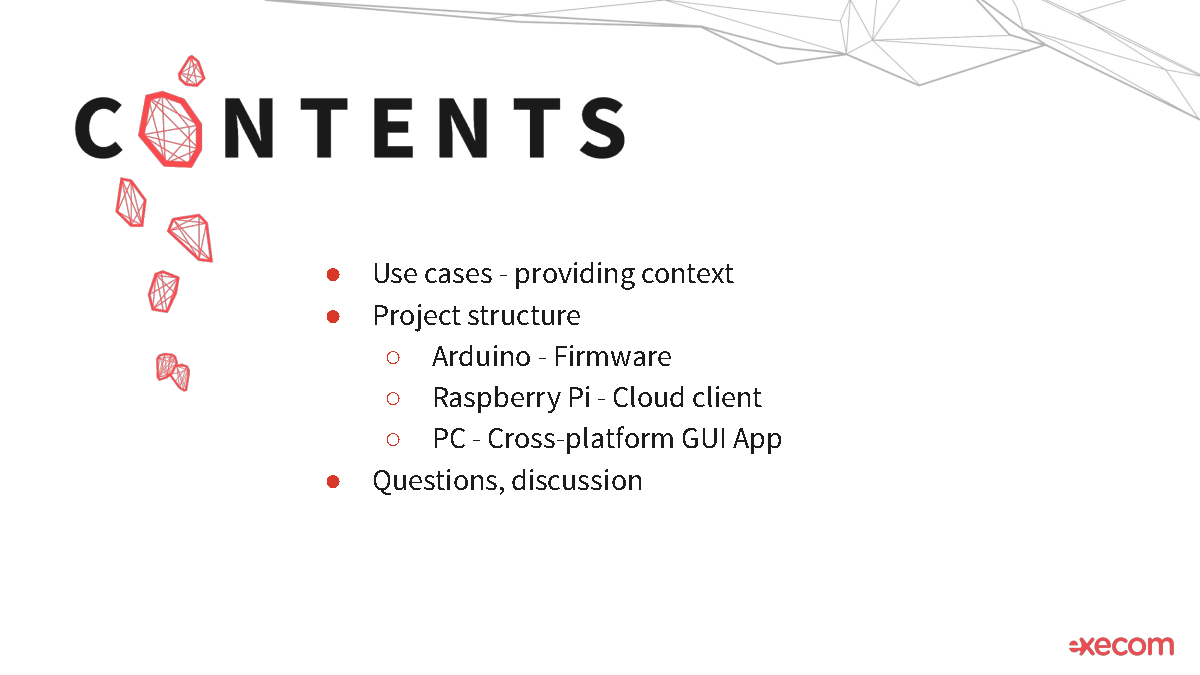 CONTENTS
● Use cases - providing context
● Project structure
○ Arduino - Firmware
○ Raspberry Pi - Cloud client
○ PC - Cross-platform GUI App
● Questions, discussion
execom